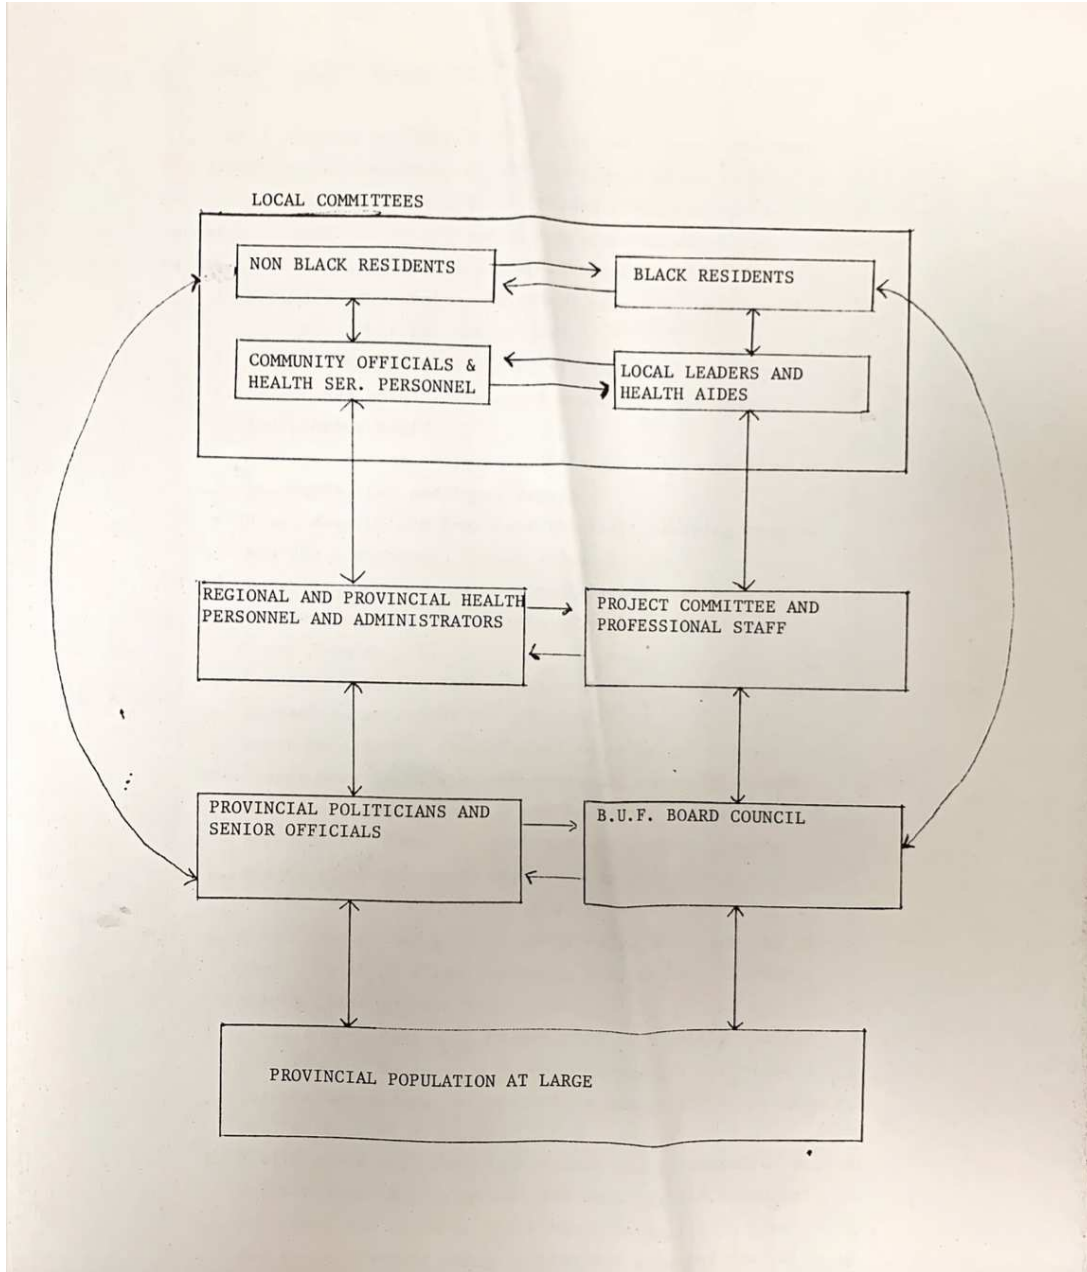 LOCAL COMMITTEES
NON BLACK RESIDENTS
BLACK RESIDENTS
COMMUNITY OFFICIALS &
HEALTH SER. PERSONNEL
LOCAL LEADERS AND
HEALTH AIDES
REGIONAL AND PROVINCIAL HEALTH
PERSONNEL AND ADMINISTRATORS
PROJECT COMMITTEE AND
PROFESSIONAL STAFF
PROVINCIAL POLITICIANS AND
SENIOR OFFICIALS
B.U.F. BOARD COUNCIL
PROVINCIAL POPULATION AT LARGE